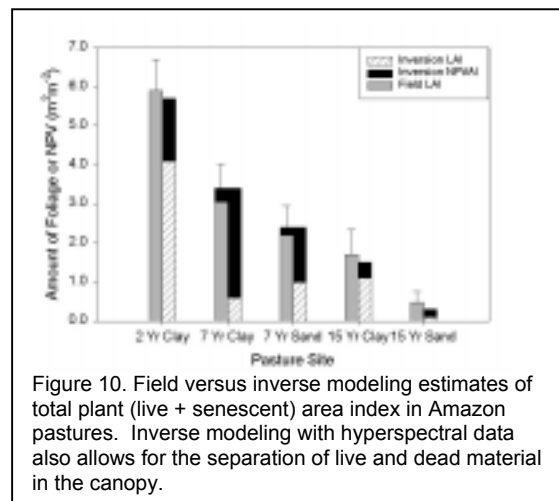 7.0
6.0
5.0
4.0
3.0
2.0
1.0
0.0
Amount of Foliage or NPV (m²m⁻²)
Inversion LAI
Inversion NPVAI
Field LAI
2 Yr Clay 7 Yr Clay 7 Yr Sand 15 Yr Clay 15 Yr Sand
Pasture Site
Figure 10. Field versus inverse modeling estimates of
total plant (live + senescent) area index in Amazon
pastures. Inverse modeling with hyperspectral data
also allows for the separation of live and dead material
in the canopy.